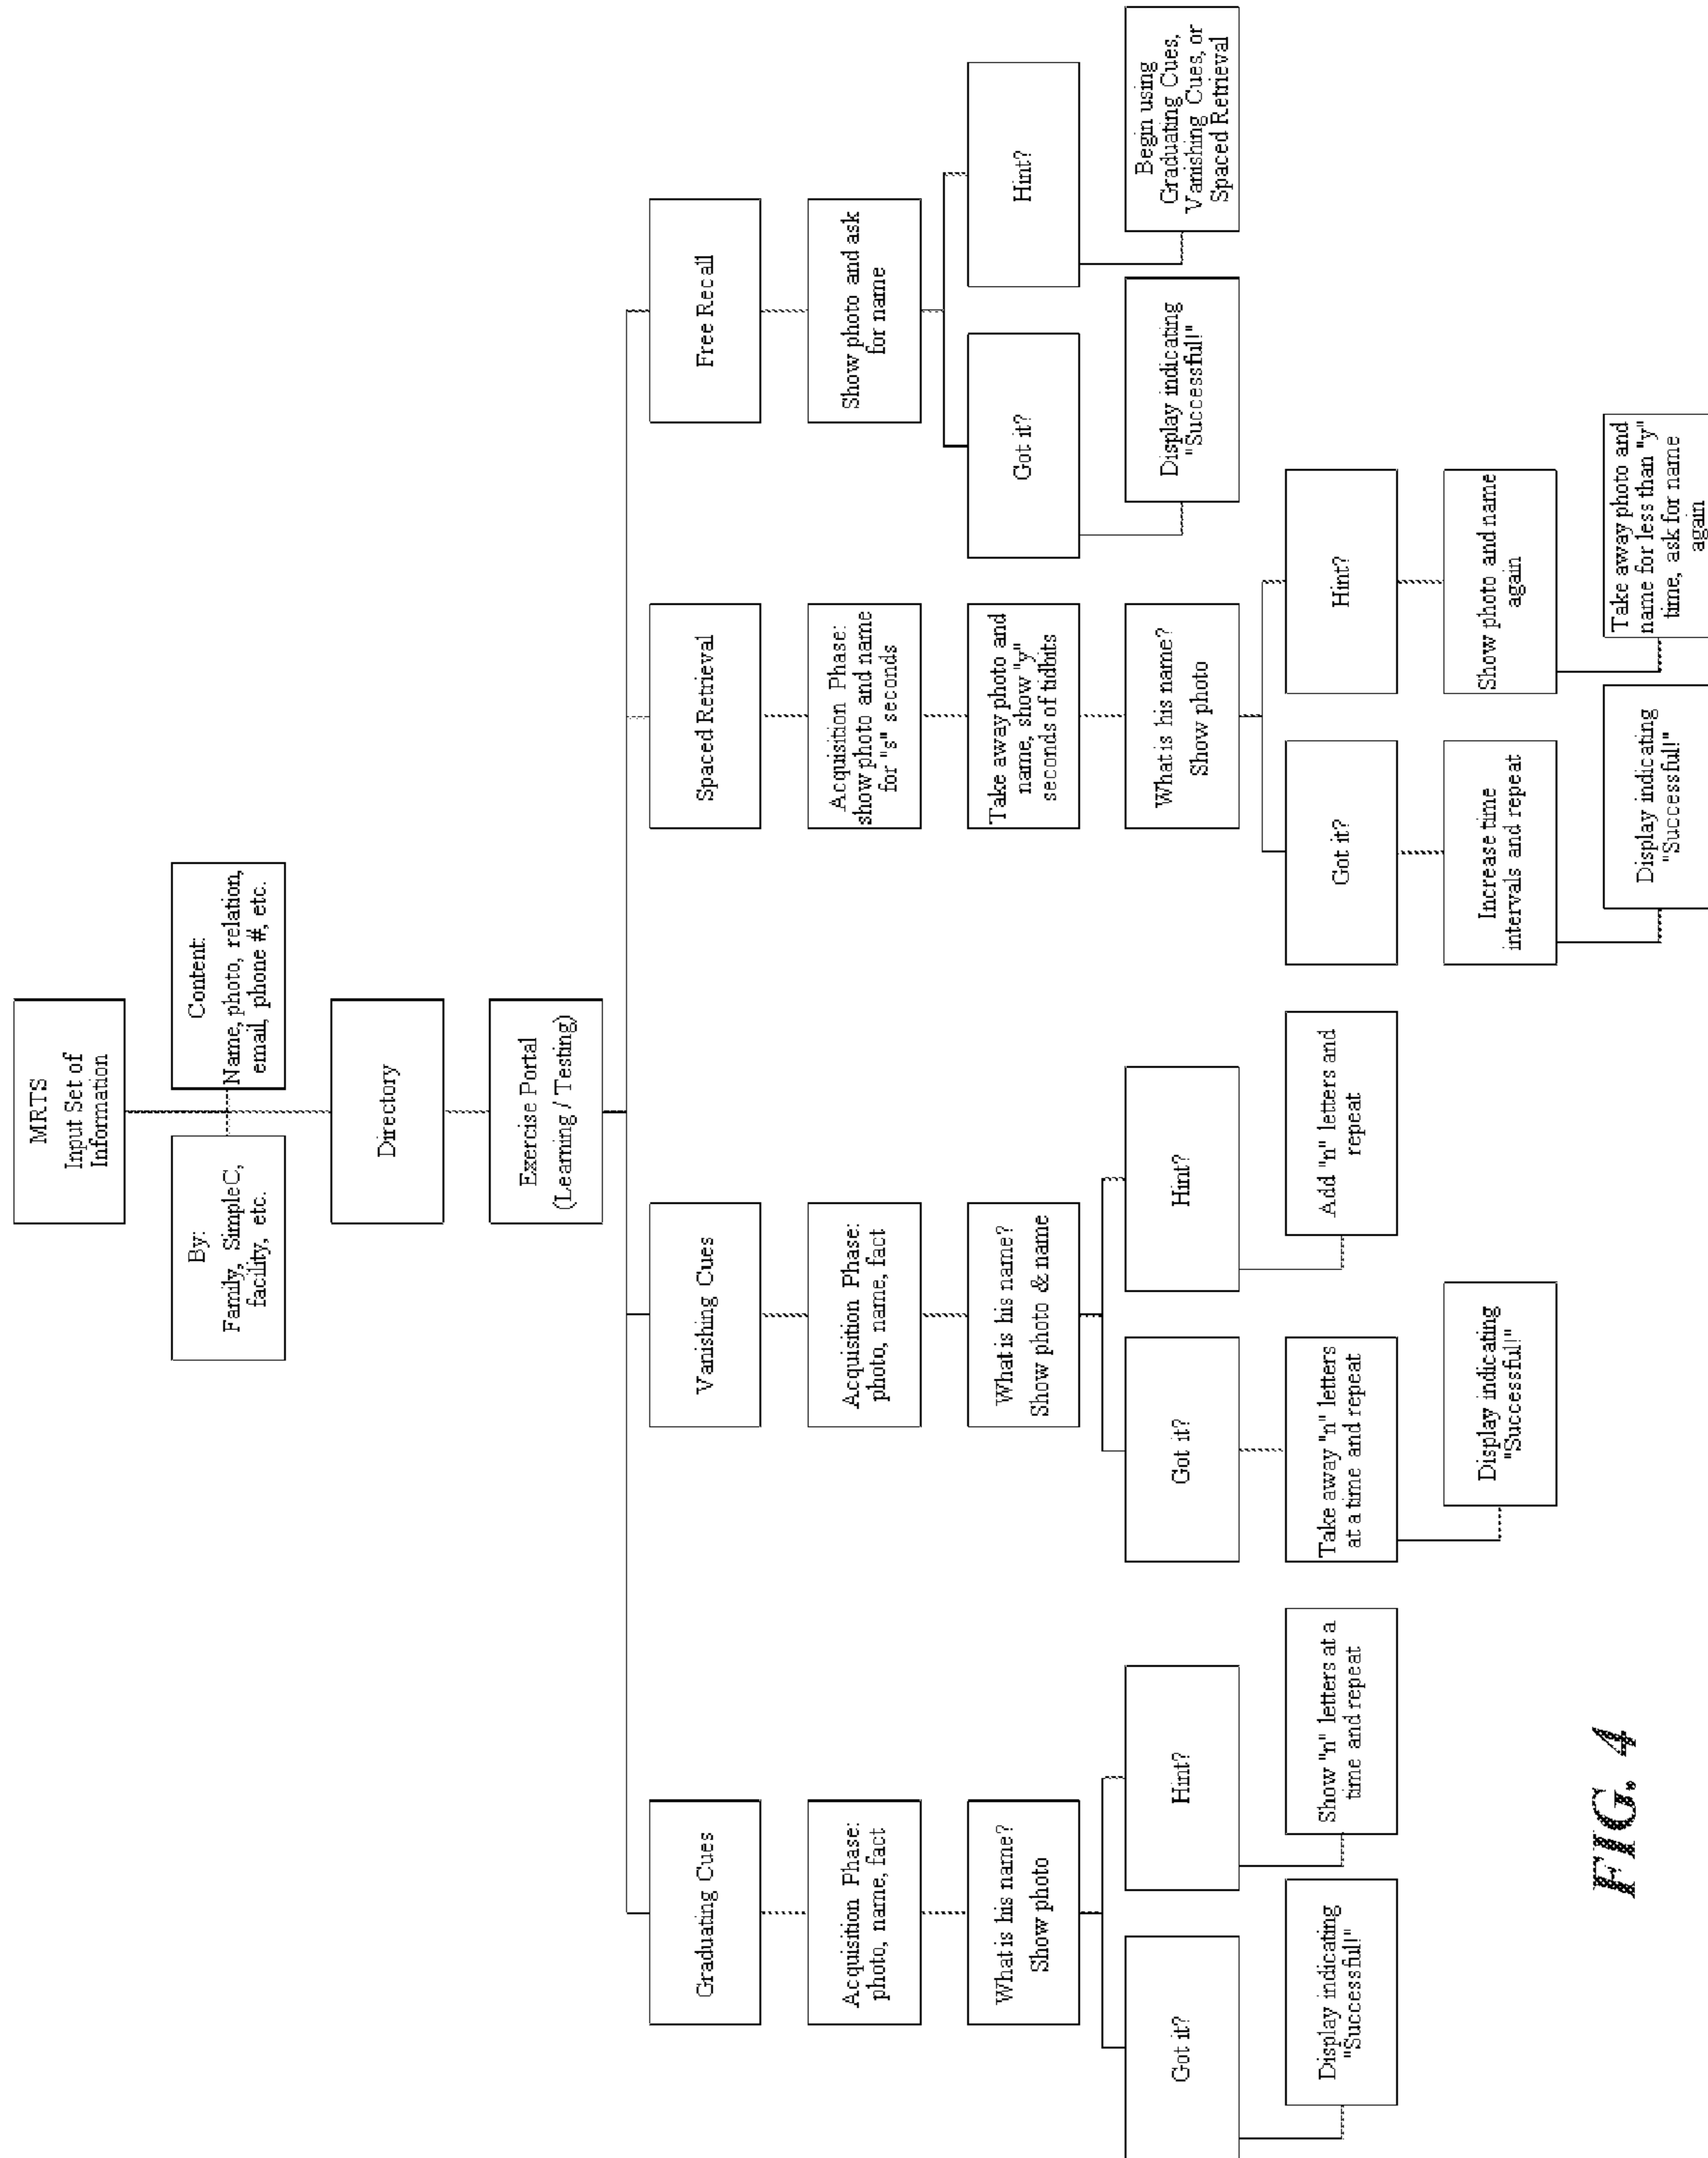 MRTS
Input Set of
Information
By:
Family, SimpleC,
facility, etc.
Content:
Name, photo, relation,
email, phone #, etc.
Directory
Exercise Portal
(Learning / Testing)
Graduating Cues
Vanishing Cues
Spaced Retrieval
Free Recall
Acquisition Phase:
photo, name, fact
Acquisition Phase:
photo, name, fact
Acquisition Phase:
show photo and name
for "s" seconds
Show photo and ask
for name
What is his name?
Show photo
What is his name?
Show photo & name
Take away photo and
name, show "y"
seconds of tidbits
Got it?
Hint?
Got it?
Hint?
Got it?
Hint?
What is his name?
Show photo
Display indicating
"Successful!"
Begin using
Graduating Cues,
Vanishing Cues, or
Spaced Retrieval
Display indicating
"Successful!"
Show "n" letters at a
time and repeat
Take away "n" letters
at a time and repeat
Add "n" letters and
repeat
Got it?
Hint?
Display indicating
"Successful!"
Increase time
intervals and repeat
Show photo and name
again
Display indicating
"Successful!"
Take away photo and
name for less than "y"
time, ask for name
again
FIG. 4